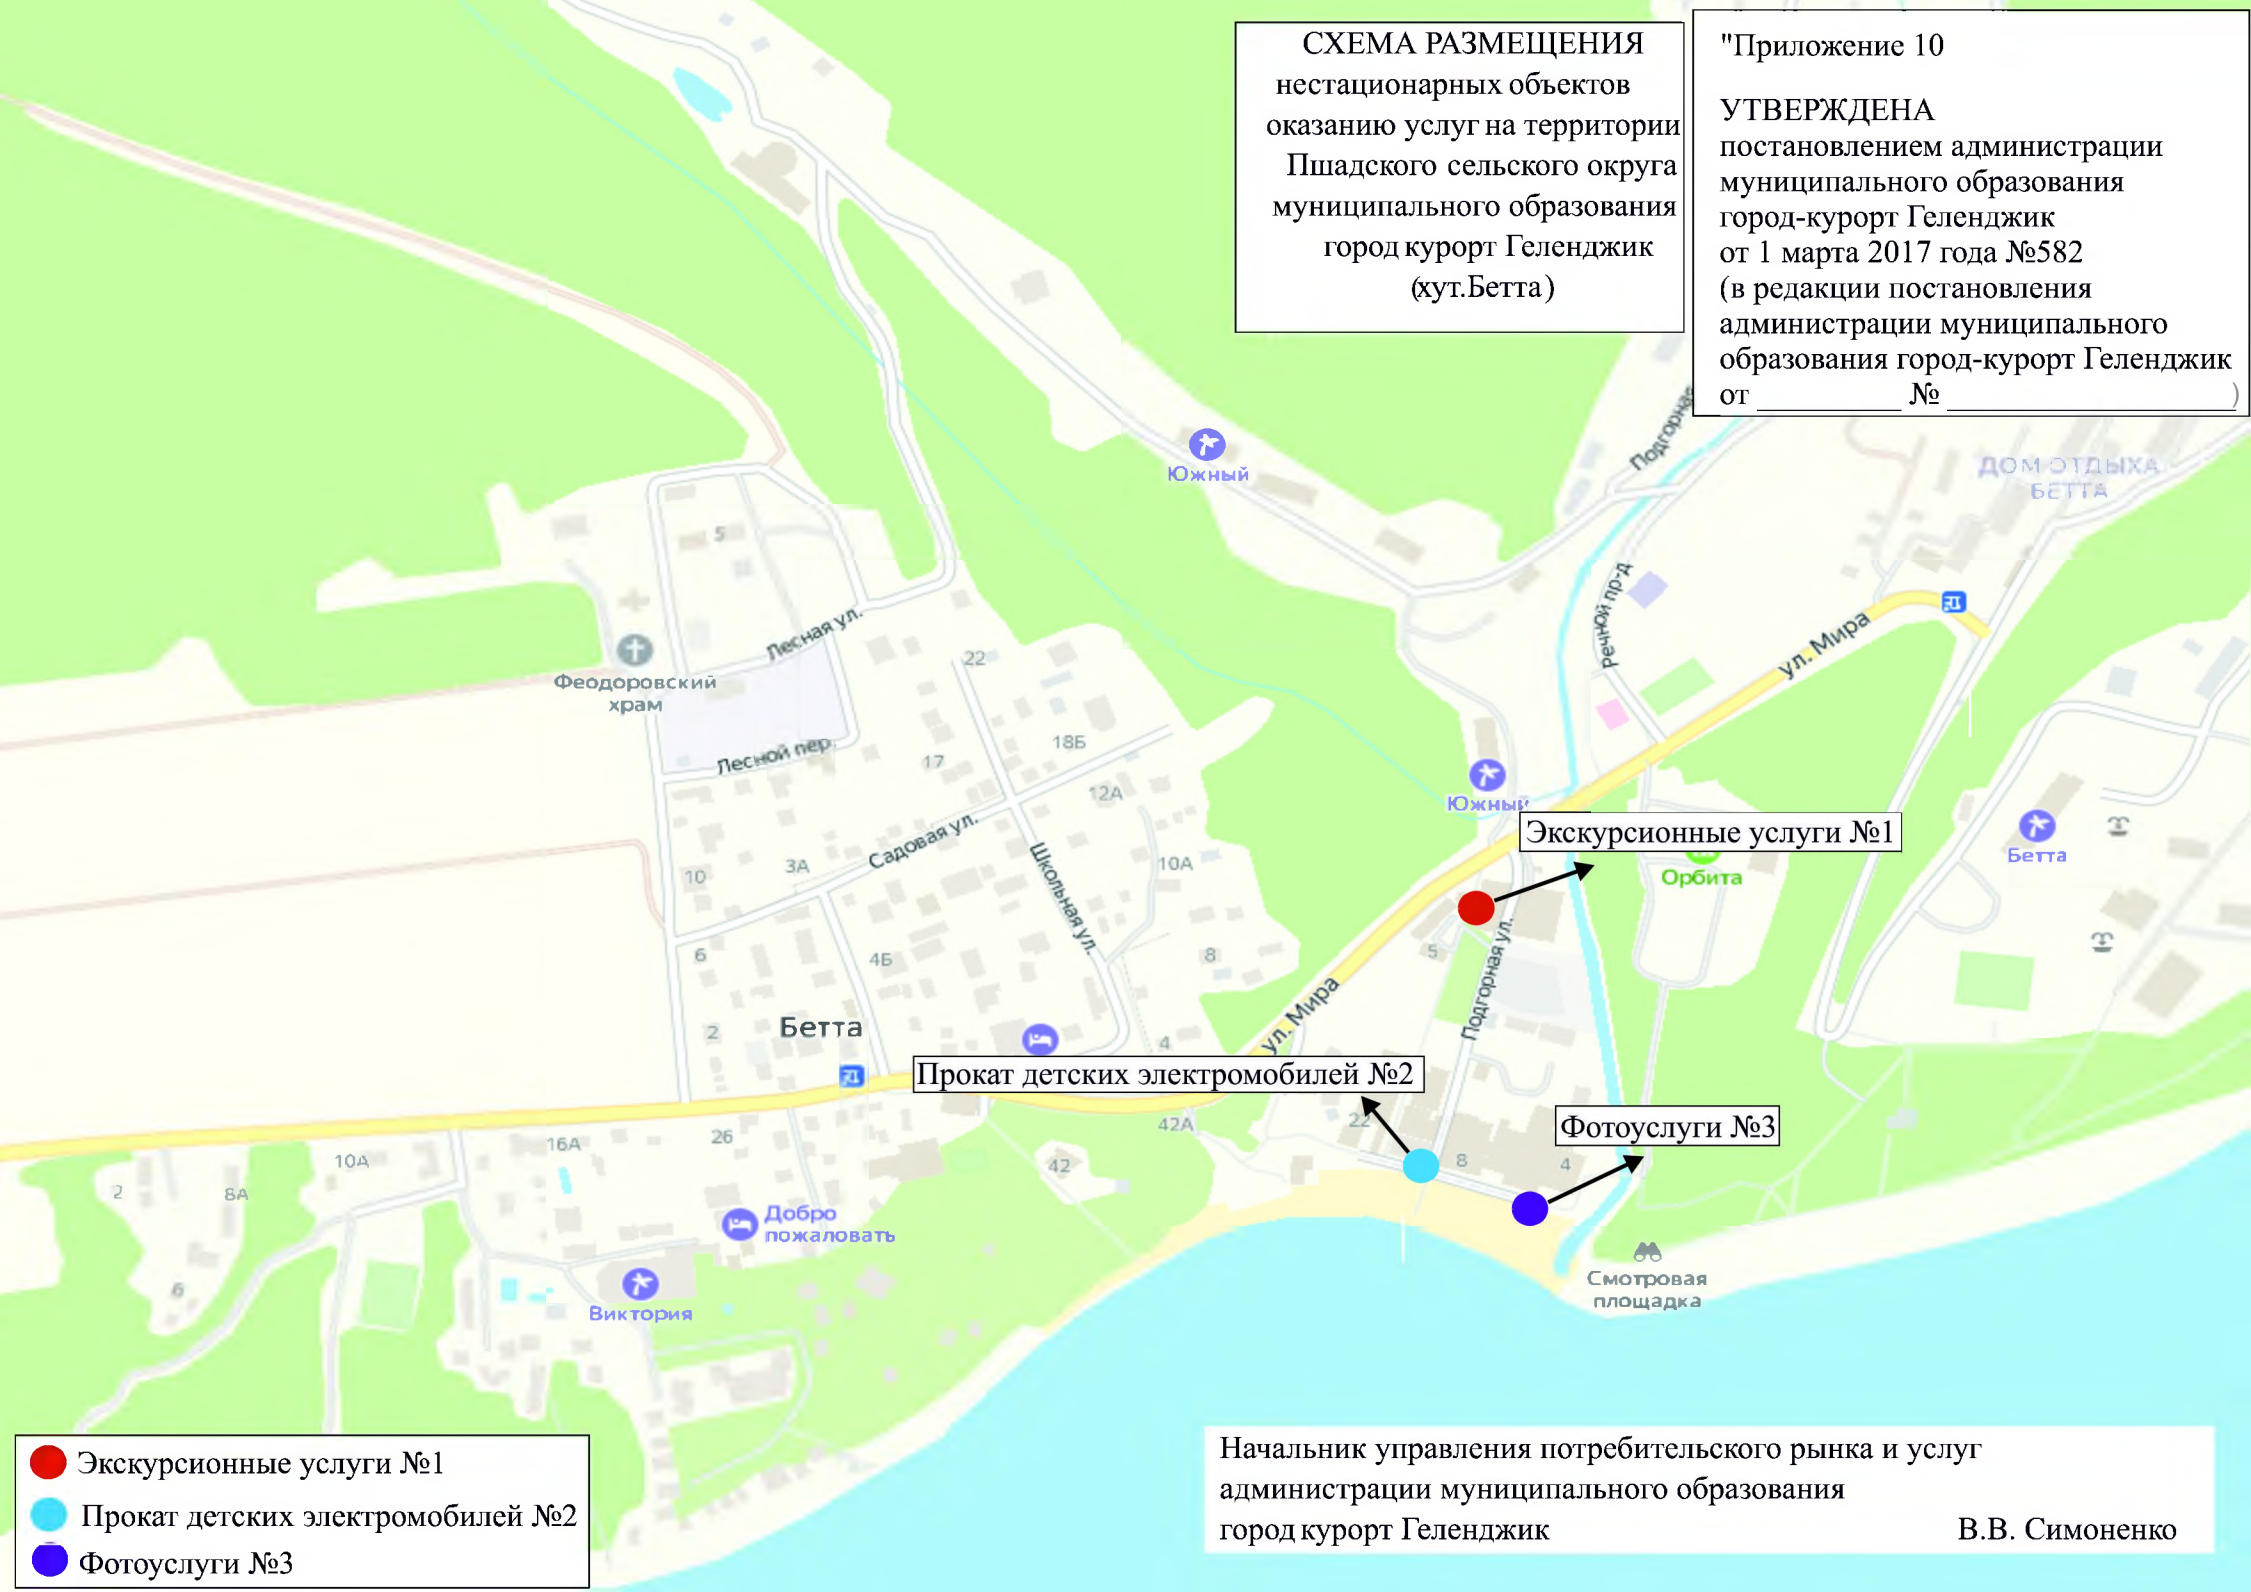 СХЕМА РАЗМЕЩЕНИЯ
нестационарных объектов
оказанию услуг на территории
Пшадского сельского округа
муниципального образования
город курорт Геленджик
(хут.Бетта)
"Приложение 10
УТВЕРЖДЕНА
постановлением администрации
муниципального образования
город-курорт Геленджик
от 1 марта 2017 года №582
(в редакции постановления
администрации муниципального
образования город-курорт Геленджик
от № )
Подгорная
Южный
ДОМ ОТДЫХА
БЕТТА
5
Речной пр-д
ул. Мира
Лесная ул.
Феодоровский
храм
22
Лесной пер.
17
18Б
12А
Южный
Экскурсионные услуги №1
Орбита
Бетта
Садовая ул.
3А
10
Школьная ул.
10А
6
4Б
8
5
Подгорная ул.
ул. Мира
2
Бетта
4
Прокат детских электромобилей №2
42А
22
Фотоуслуги №3
16А
26
10А
42
8
4
2
8А
Добро
пожаловать
6
Виктория
Смотровая
площадка
Экскурсионные услуги №1
Прокат детских электромобилей №2
Фотоуслуги №3
Начальник управления потребительского рынка и услуг
администрации муниципального образования
город курорт Геленджик В.В. Симоненко